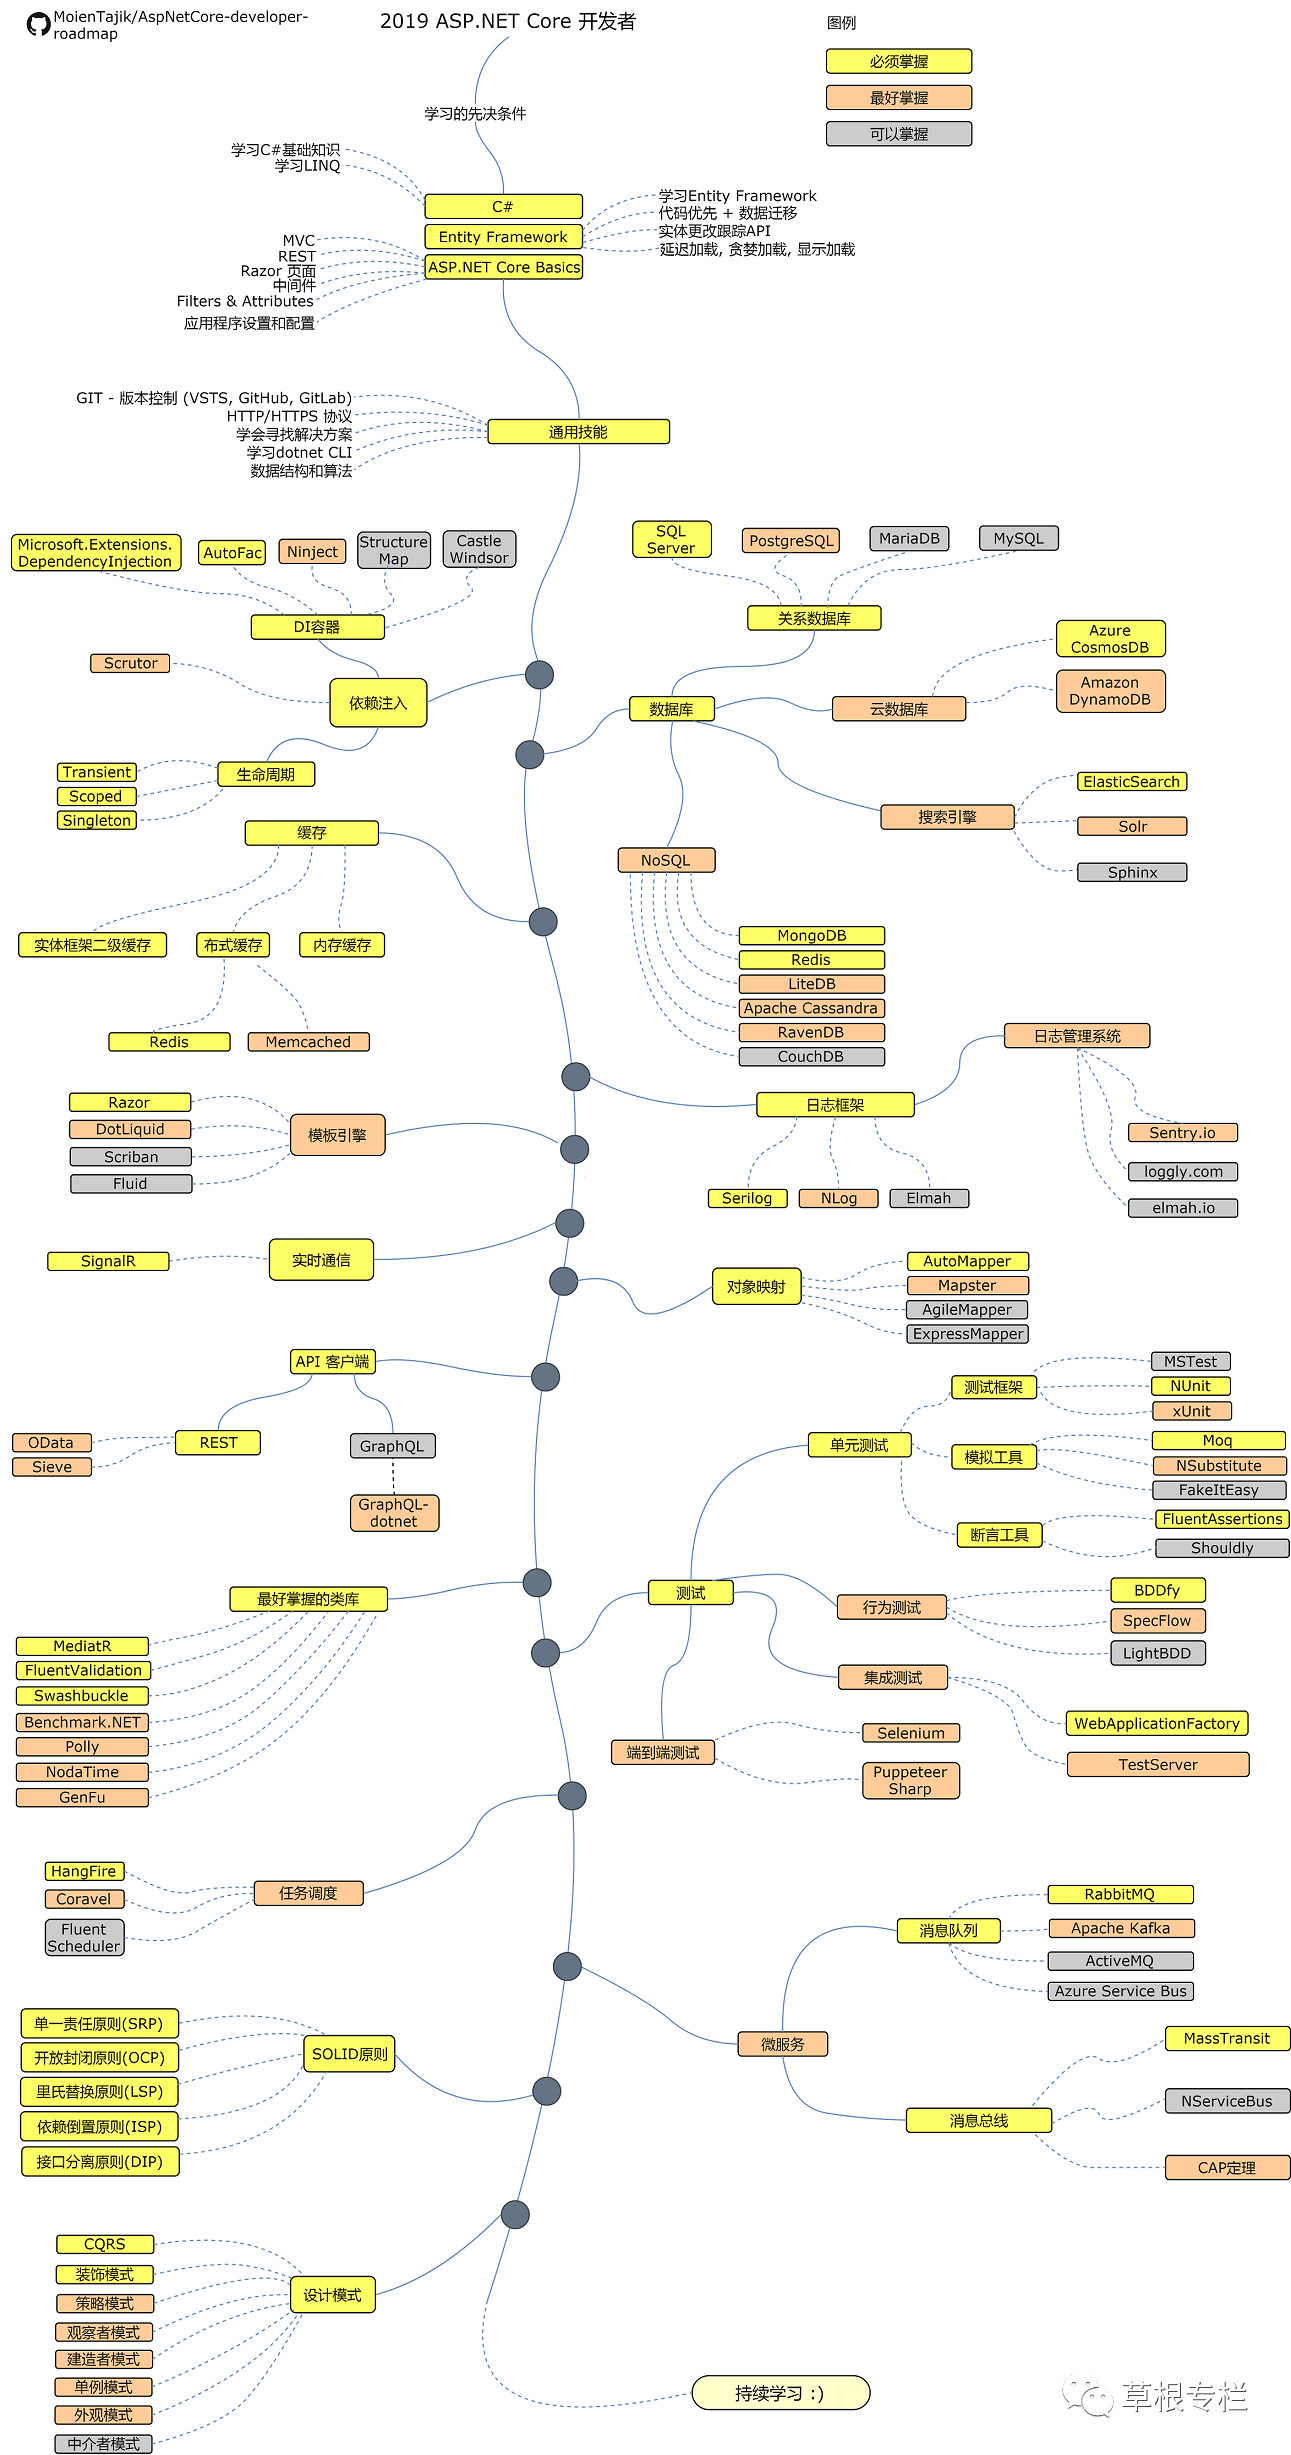 MoienTajik/AspNetCore-developer-
roadmap
2019 ASP.NET Core 开发者
图例
必须掌握
最好掌握
可以掌握
学习的先决条件
学习C#基础知识
学习LINQ
C#
Entity Framework
ASP.NET Core Basics
学习Entity Framework
代码优先 + 数据迁移
实体更改跟踪API
延迟加载, 贪婪加载, 显示加载
MVC
REST
Razor 页面
中间件
Filters & Attributes
应用程序设置和配置
GIT - 版本控制 (VSTS, GitHub, GitLab)
HTTP/HTTPS 协议
学会寻找解决方案
学习dotnet CLI
数据结构和算法
通用技能
Microsoft.Extensions.
DependencyInjection
AutoFac
Ninject
Structure
Map
Castle
Windsor
DI容器
Scrutor
依赖注入
生命周期
Transient
Scoped
Singleton
SQL
Server
PostgreSQL
MariaDB
MySQL
关系数据库
数据库
云数据库
Azure
CosmosDB
Amazon
DynamoDB
搜索引擎
ElasticSearch
Solr
Sphinx
NoSQL
MongoDB
Redis
LiteDB
Apache Cassandra
RavenDB
CouchDB
缓存
实体框架二级缓存
布式缓存
内存缓存
Redis
Memcached
日志管理系统
日志框架
Sentry.io
loggly.com
elmah.io
Serilog
NLog
Elmah
Razor
DotLiquid
Scriban
Fluid
模板引擎
SignalR
实时通信
对象映射
AutoMapper
Mapster
AgileMapper
ExpressMapper
API 客户端
REST
OData
Sieve
GraphQL
GraphQL-
dotnet
测试框架
MSTest
NUnit
xUnit
单元测试
模拟工具
Moq
NSubstitute
FakeItEasy
断言工具
FluentAssertions
Shouldly
测试
行为测试
BDDfy
SpecFlow
LightBDD
集成测试
WebApplicationFactory
TestServer
端到端测试
Selenium
Puppeteer
Sharp
最好掌握的类库
MediatR
FluentValidation
Swashbuckle
Benchmark.NET
Polly
NodaTime
GenFu
HangFire
Coravel
Fluent
Scheduler
任务调度
消息队列
RabbitMQ
Apache Kafka
ActiveMQ
Azure Service Bus
微服务
消息总线
MassTransit
NServiceBus
CAP定理
单一责任原则(SRP)
开放封闭原则(OCP)
里氏替换原则(LSP)
依赖倒置原则(ISP)
接口分离原则(DIP)
SOLID原则
CQRS
装饰模式
策略模式
观察者模式
建造者模式
单例模式
外观模式
中介者模式
设计模式
持续学习 :)
草根专栏